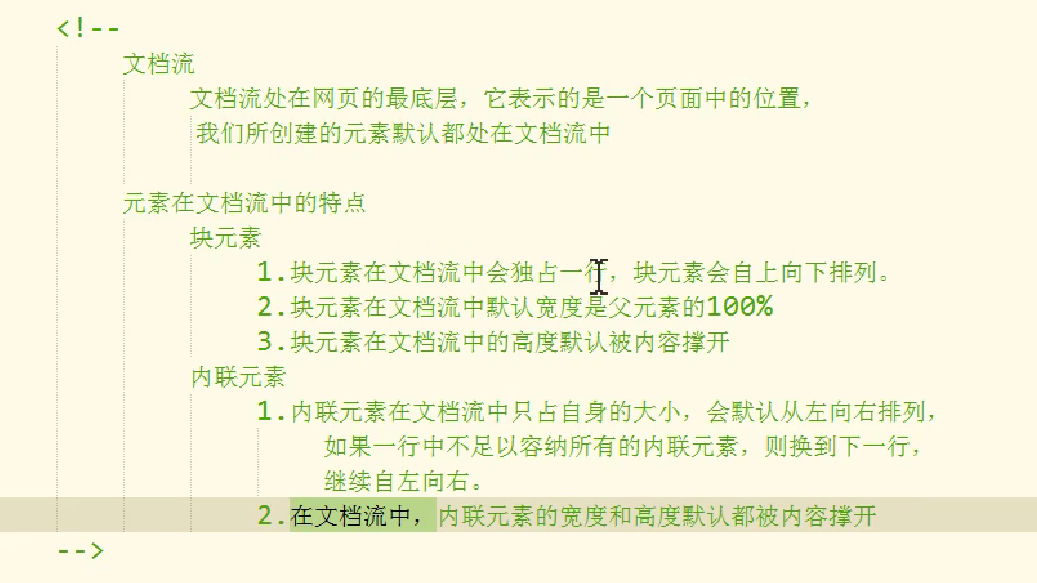 <!--
文档流
文档流处在网页的最底层，它表示的是一个页面中的位置，
我们所创建的元素默认都处在文档流中
元素在文档流中的特点
块元素
1.块元素在文档流中会独占一行，块元素会自上向下排列。
2.块元素在文档流中默认宽度是父元素的100%
3.块元素在文档流中的高度默认被内容撑开
内联元素
1.内联元素在文档流中只占自身的大小，会默认从左向右排列，
如果一行中不足以容纳所有的内联元素，则换到下一行，
继续自左向右。
2.在文档流中，内联元素的宽度和高度默认都被内容撑开
-->